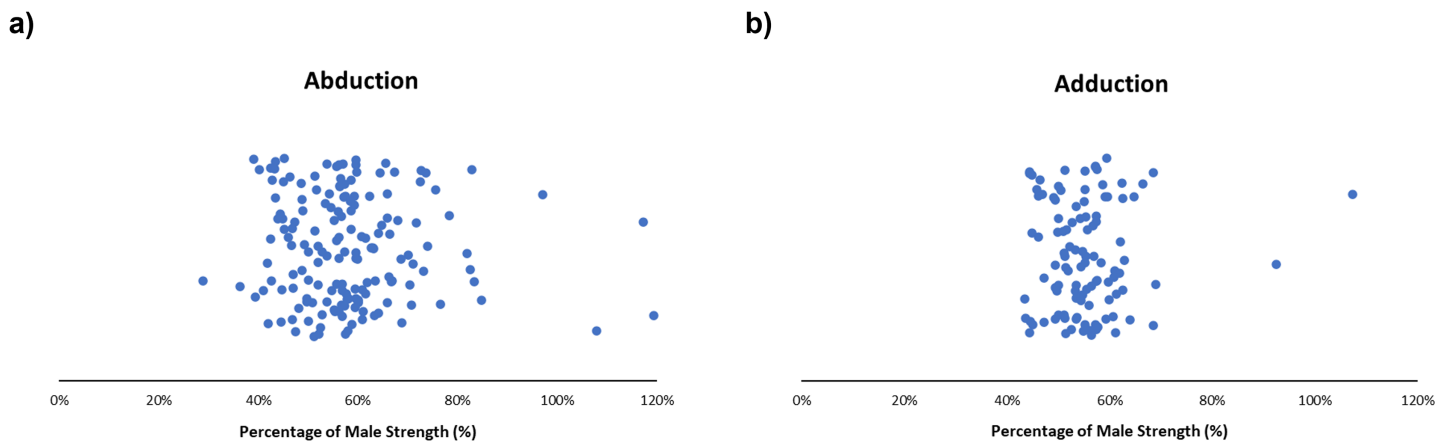 a)
Abduction
0% 20% 40% 60% 80% 100% 120%
Percentage of Male Strength (%)
b)
Adduction
0% 20% 40% 60% 80% 100% 120%
Percentage of Male Strength (%)